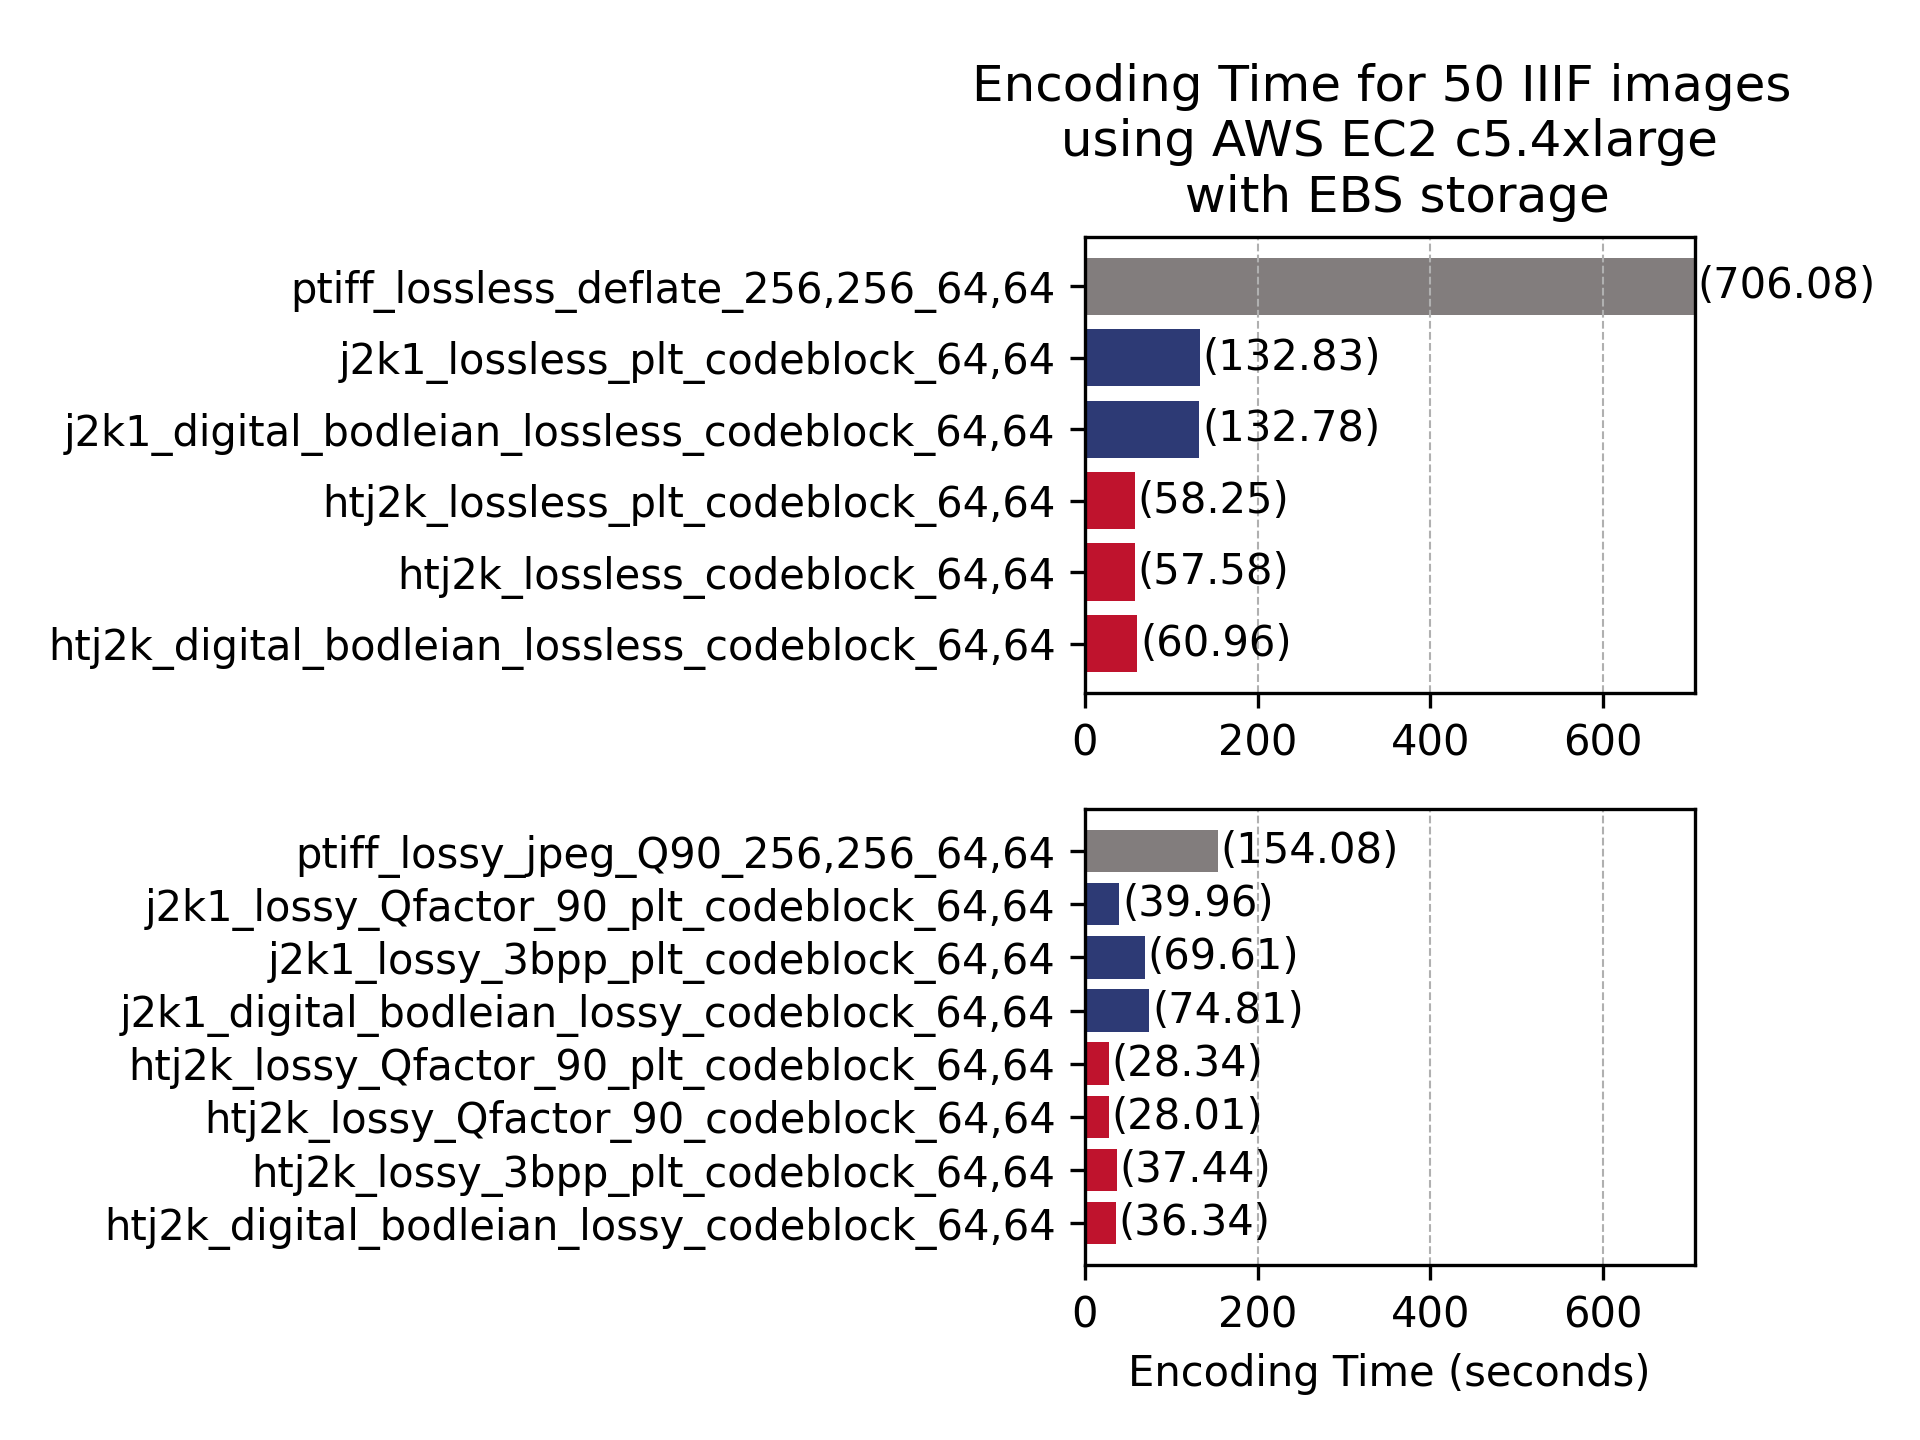 Encoding Time for 50 IIIF images
using AWS EC2 c5.4xlarge
with EBS storage
ptiff_lossless_deflate_256,256_64,64 (706.08)
j2k1_lossless_plt_codeblock_64,64 (132.83)
j2k1_digital_bodleian_lossless_codeblock_64,64 (132.78)
htj2k_lossless_plt_codeblock_64,64 (58.25)
htj2k_lossless_codeblock_64,64 (57.58)
htj2k_digital_bodleian_lossless_codeblock_64,64 (60.96)
0 200 400 600
ptiff_lossy_jpeg_Q90_256,256_64,64 (154.08)
j2k1_lossy_Qfactor_90_plt_codeblock_64,64 (39.96)
j2k1_lossy_3bpp_plt_codeblock_64,64 (69.61)
j2k1_digital_bodleian_lossy_codeblock_64,64 (74.81)
htj2k_lossy_Qfactor_90_plt_codeblock_64,64 (28.34)
htj2k_lossy_Qfactor_90_codeblock_64,64 (28.01)
htj2k_lossy_3bpp_plt_codeblock_64,64 (37.44)
htj2k_digital_bodleian_lossy_codeblock_64,64 (36.34)
0 200 400 600
Encoding Time (seconds)